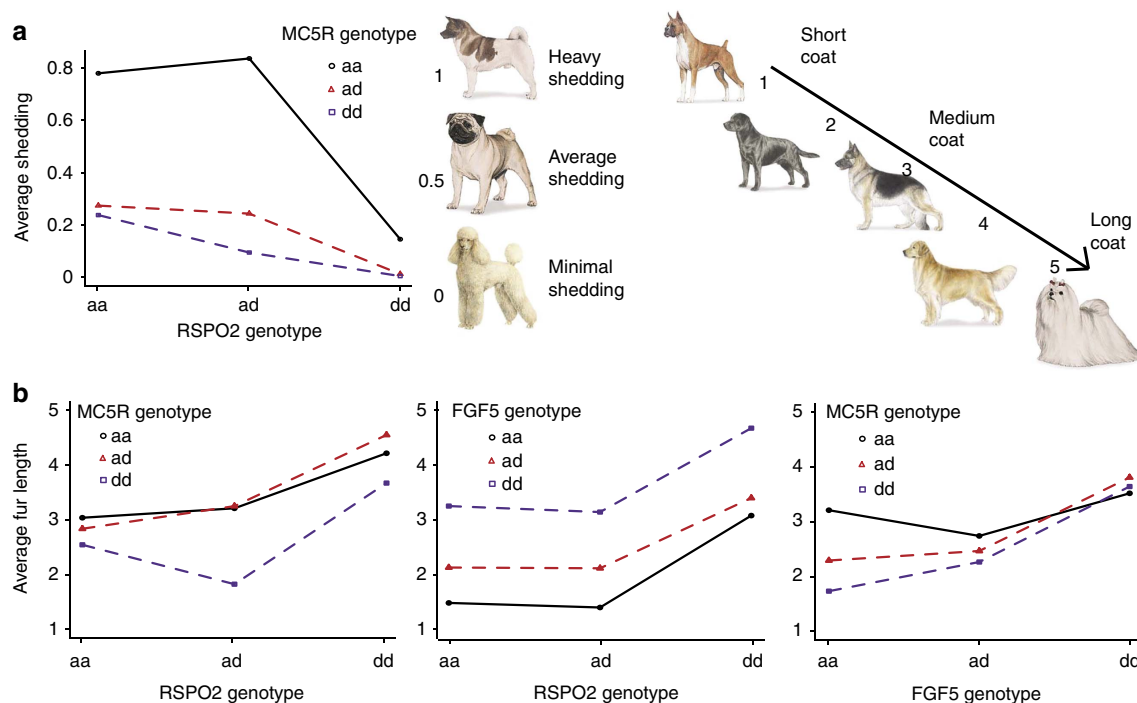 a
MC5R genotype
aa
ad
dd
Average shedding
0.8
0.6
0.4
0.2
0
aa ad dd
RSPO2 genotype
1
Heavy
shedding
0.5
Average
shedding
0
Minimal
shedding
Short
coat
1
2
Medium
coat
3
4
Long
coat
5
b
Average fur length
5
4
3
2
1
MC5R genotype
aa
ad
dd
aa ad dd
RSPO2 genotype
5
4
3
2
1
FGF5 genotype
aa
ad
dd
aa ad dd
RSPO2 genotype
5
4
3
2
1
MC5R genotype
aa
ad
dd
aa ad dd
FGF5 genotype